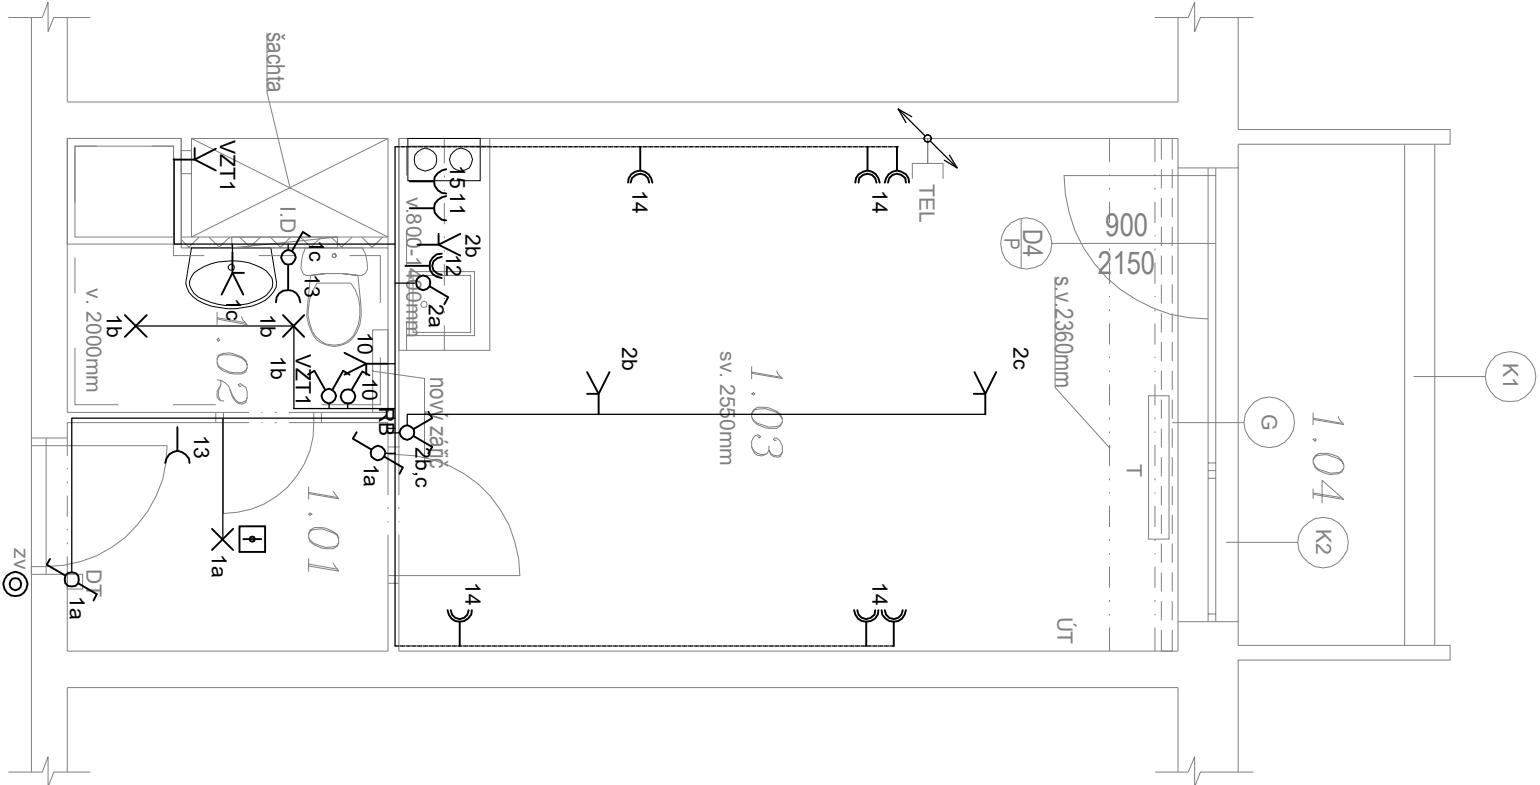 šachta
VZT1
I.D
1c
13
1c
1b
1b
1b
v. 2000mm
1.02
VZT1
10
10
RB
1a
13
1.01
1a
DT
1a
zv
15
11
v.800-1400mm
2b
12
2a
nový zářič
2b,c
14
14
TEL
2b
sv. 2550mm
1.03
2c
14
14
D4
P
900
2150
s.v.2360mm
T
ÚT
G
K1
K2
1.04